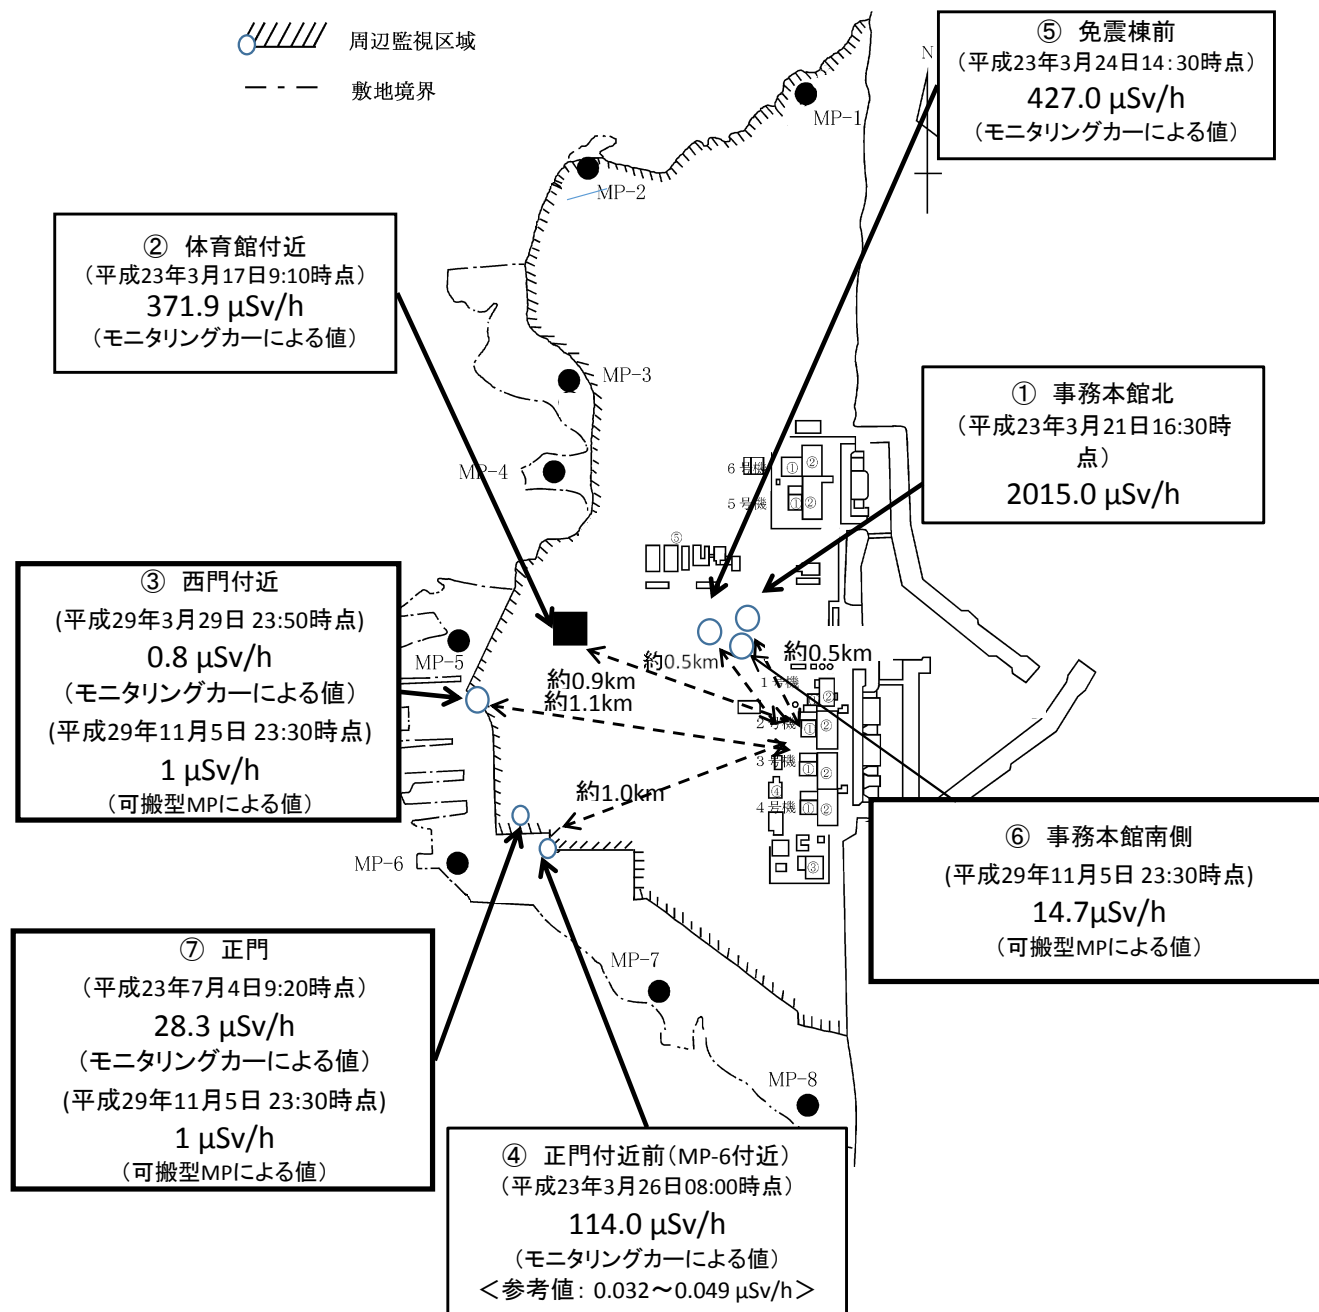 周辺監視区域
敷地境界
⑤ 免震棟前
（平成23年3月24日14:30時点）
427.0 μSv/h
（モニタリングカーによる値）
N
MP-1
MP-2
② 体育館付近
（平成23年3月17日9:10時点）
371.9 μSv/h
（モニタリングカーによる値）
MP-3
① 事務本館北
（平成23年3月21日16:30時
点）
2015.0 μSv/h
MP-4
6号機
①
②
5号機
①
②
⑤
③ 西門付近
(平成29年3月29日 23:50時点)
0.8 μSv/h
（モニタリングカーによる値）
(平成29年11月5日 23:30時点)
1 μSv/h
（可搬型MPによる値）
MP-5
約0.5km
約0.5km
約0.9km
約1.1km
1号機
②
2号機
①
②
3号機
①
②
④
4号機
①
②
③
約1.0km
MP-6
⑥ 事務本館南側
(平成29年11月5日 23:30時点)
14.7μSv/h
（可搬型MPによる値）
⑦ 正門
（平成23年7月4日9:20時点）
28.3 μSv/h
（モニタリングカーによる値）
(平成29年11月5日 23:30時点)
1 μSv/h
（可搬型MPによる値）
MP-7
MP-8
④ 正門付近前（MP-6付近）
（平成23年3月26日08:00時点）
114.0 μSv/h
（モニタリングカーによる値）
＜参考値：0.032～0.049 μSv/h＞